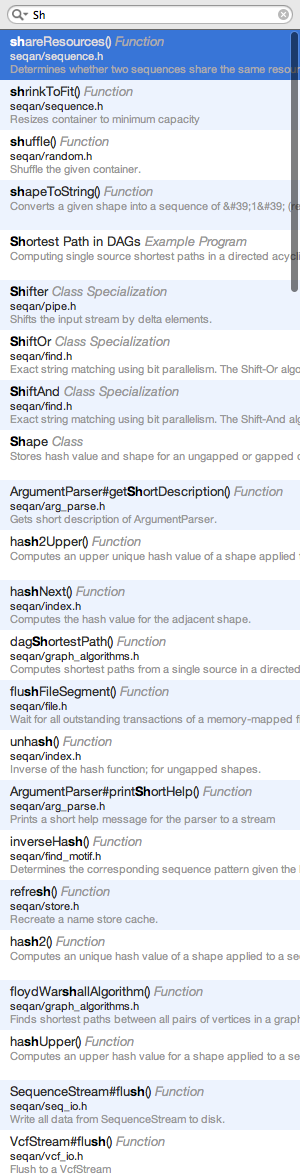 Sh
shareResources() Function
seqan/sequence.h
Determines whether two sequences share the same resour
shrinkToFit() Function
seqan/sequence.h
Resizes container to minimum capacity
shuffle() Function
seqan/random.h
Shuffle the given container.
shapeToString() Function
Converts a given shape into a sequence of &#39;1&#39; (re
Shortest Path in DAGs Example Program
Computing single source shortest paths in a directed acycl
Shifter Class Specialization
seqan/pipe.h
Shifts the input stream by delta elements.
ShiftOr Class Specialization
seqan/find.h
Exact string matching using bit parallelism. The Shift-Or algo
ShiftAnd Class Specialization
seqan/find.h
Exact string matching using bit parallelism. The Shift-And alg
Shape Class
Stores hash value and shape for an ungapped or gapped
ArgumentParser#getShortDescription() Function
seqan/arg_parse.h
Gets short description of ArgumentParser.
hash2Upper() Function
Computes an upper unique hash value of a shape applied
hashNext() Function
seqan/index.h
Computes the hash value for the adjacent shape.
dagShortestPath() Function
seqan/graph_algorithms.h
Computes shortest paths from a single source in a directed
flushFileSegment() Function
seqan/file.h
Wait for all outstanding transactions of a memory-mapped f
unhash() Function
seqan/index.h
Inverse of the hash function; for ungapped shapes.
ArgumentParser#printShortHelp() Function
seqan/arg_parse.h
Prints a short help message for the parser to a stream
inverseHash() Function
seqan/find_motif.h
Determines the corresponding sequence pattern given the
refresh() Function
seqan/store.h
Recreate a name store cache.
hash2() Function
Computes an unique hash value of a shape applied to a se
floydWarshallAlgorithm() Function
seqan/graph_algorithms.h
Finds shortest paths between all pairs of vertices in a graph
hashUpper() Function
Computes an upper hash value for a shape applied to a se
SequenceStream#flush() Function
seqan/seq_io.h
Write all data from SequenceStream to disk.
VcfStream#flush() Function
seqan/vcf_io.h
Flush to a VcfStream